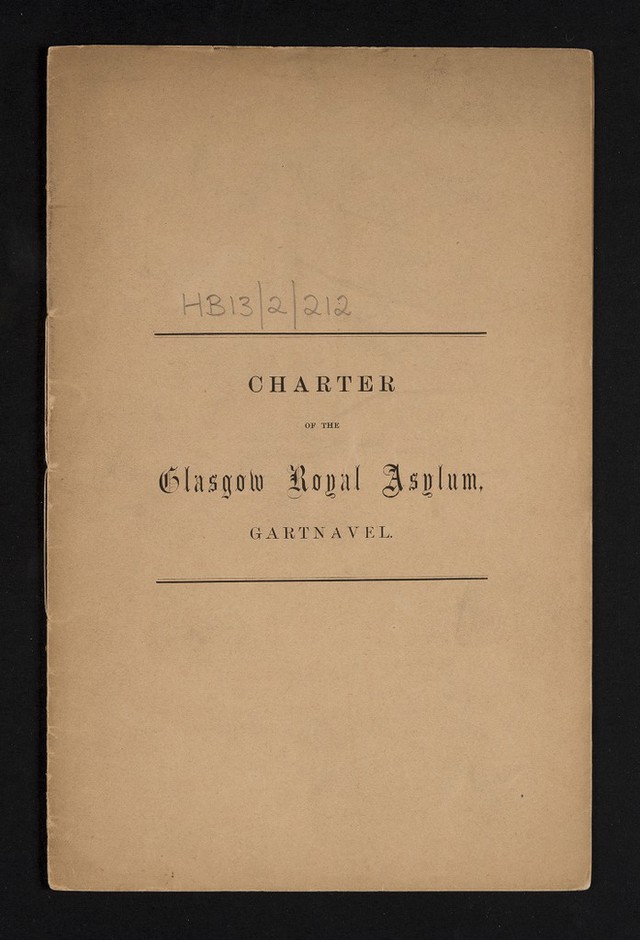 HB13/2/212
CHARTER
OF THE
Glasgow Royal Asylum,
GARTNAVEL.